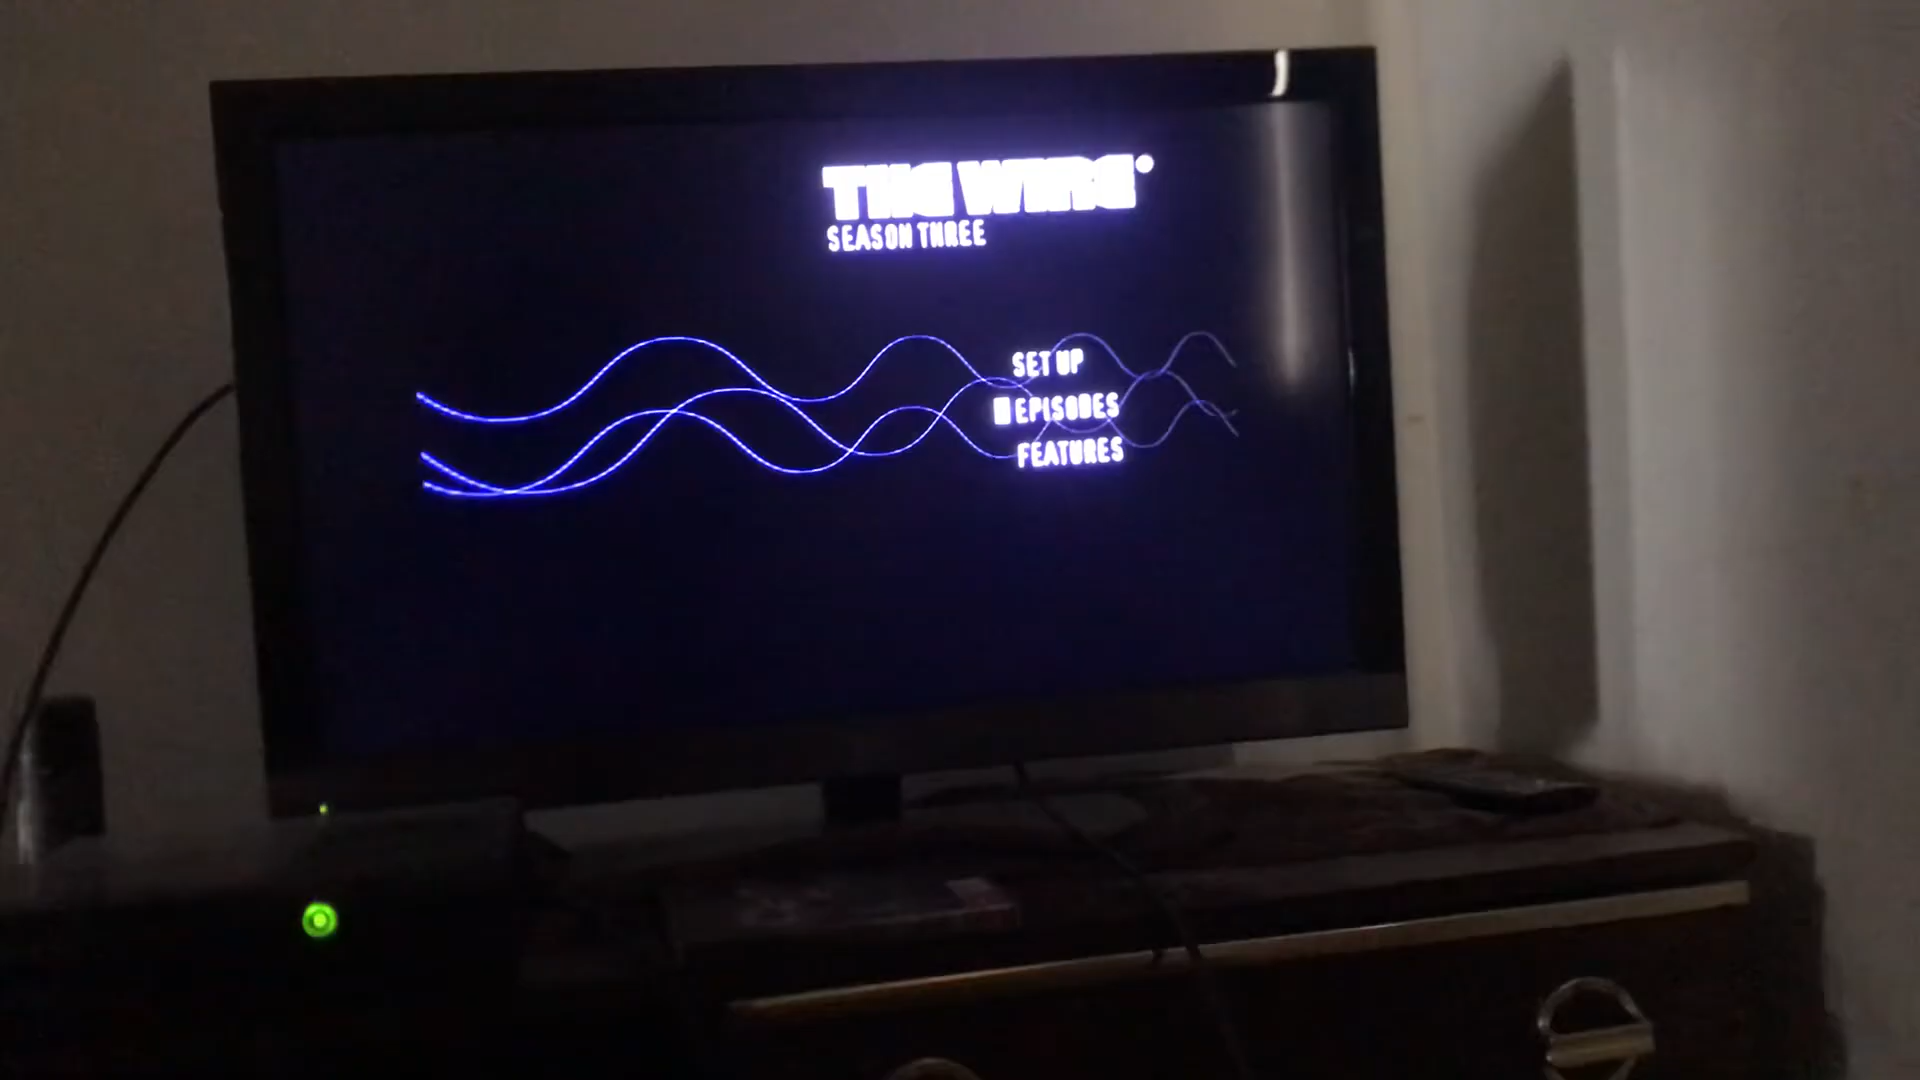 THE WIRE
SEASON THREE
SET UP
EPISODES
FEATURES